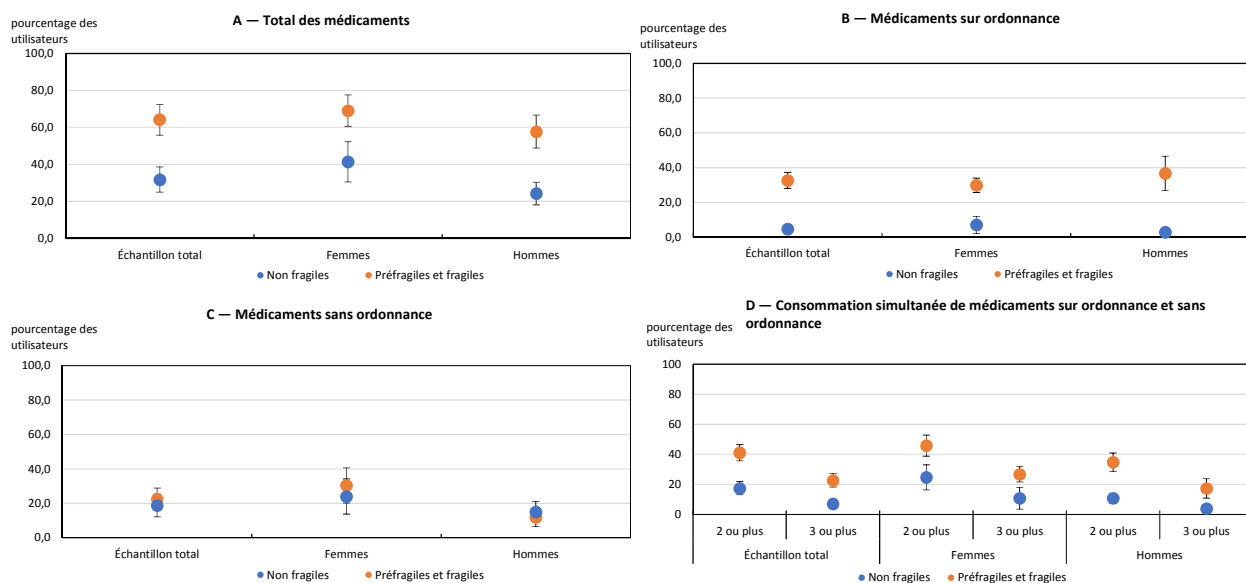 A — Total des médicaments
pourcentage des
utilisateurs
100,0
80,0
60,0
40,0
20,0
0,0
Échantillon total
Femmes
Hommes
Non fragiles
Préfragiles et fragiles
B — Médicaments sur ordonnance
pourcentage des
utilisateurs
100,0
80,0
60,0
40,0
20,0
0,0
Échantillon total
Femmes
Hommes
Non fragiles
Préfragiles et fragiles
C — Médicaments sans ordonnance
pourcentage des
utilisateurs
100,0
80,0
60,0
40,0
20,0
0,0
Échantillon total
Femmes
Hommes
Non fragiles
Préfragiles et fragiles
D — Consommation simultanée de médicaments sur ordonnance et sans
ordonnance
pourcentage des
utilisateurs
100
80
60
40
20
0
2 ou plus
3 ou plus
2 ou plus
3 ou plus
2 ou plus
3 ou plus
Échantillon total
Femmes
Hommes
Non fragiles
Préfragiles et fragiles